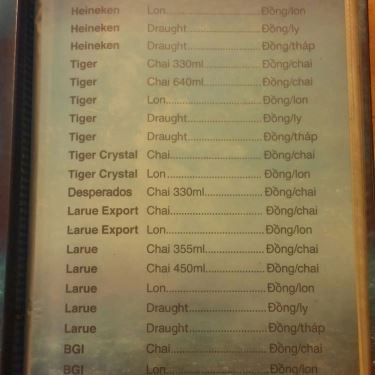 Heineken Lon....................Đồng/lon
Heineken Draught..................Đồng/ly
Heineken Draught..................Đồng/tháp
Tiger Chai 330ml...............Đồng/chai
Tiger Chai 640ml...............Đồng/chai
Tiger Lon.........................Đồng/lon
Tiger Draught..................Đồng/ly
Tiger Draught..................Đồng/tháp
Tiger Crystal Chai........................Đồng/chai
Tiger Crystal Lon.........................Đồng/lon
Desperados Chai 330ml...............Đồng/chai
Larue Export Chai........................Đồng/chai
Larue Export Lon.........................Đồng/lon
Larue Chai 355ml...............Đồng/chai
Larue Chai 450ml...............Đồng/chai
Larue Lon.........................Đồng/lon
Larue Draught..................Đồng/ly
Larue Draught..................Đồng/tháp
BGI Chai........................Đồng/chai
BGI Lon.........................Đồng/lon